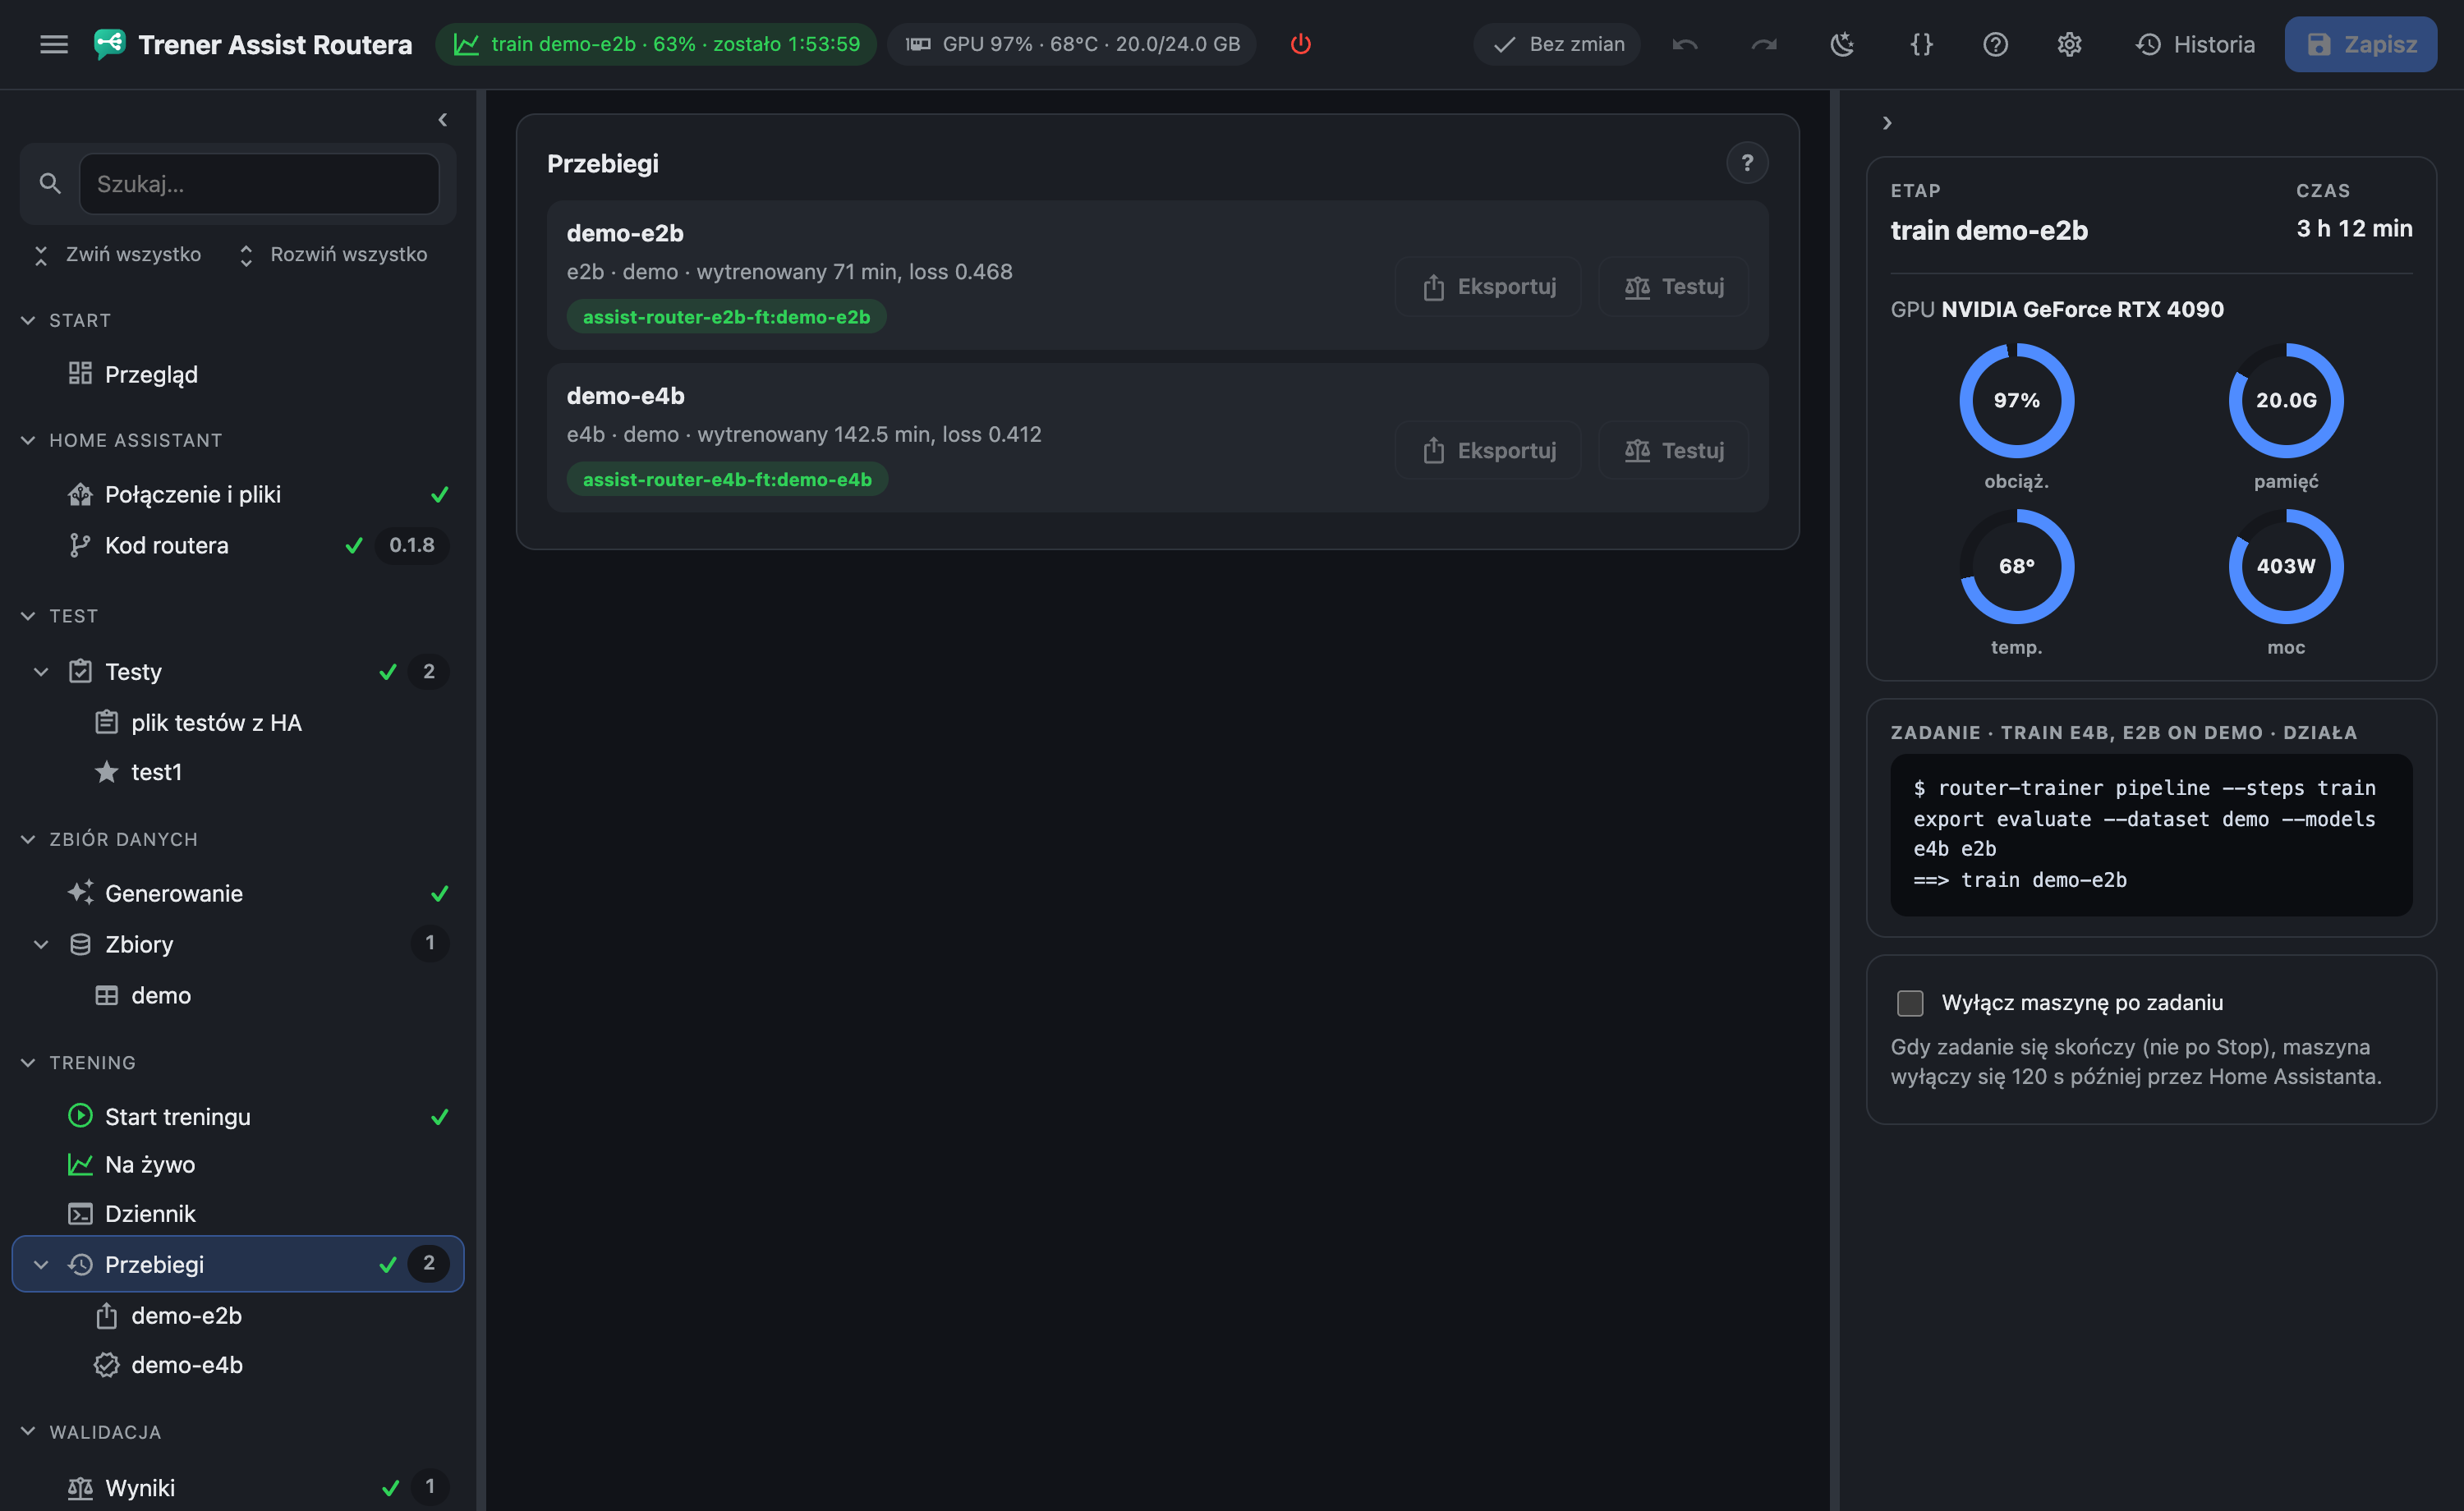 Trener Assist Routera
train demo-e2b · 63% · zostało 1:53:59
GPU 97% · 68°C · 20.0/24.0 GB
Bez zmian
Historia
Zapisz
Szukaj...
Zwiń wszystko
Rozwiń wszystko
START
Przegląd
HOME ASSISTANT
Połączenie i pliki
Kod routera
0.1.8
TEST
Testy
2
plik testów z HA
test1
ZBIÓR DANYCH
Generowanie
Zbiory
1
demo
TRENING
Start treningu
Na żywo
Dziennik
Przebiegi
2
demo-e2b
demo-e4b
WALIDACJA
Wyniki
1
Przebiegi
?
demo-e2b
e2b · demo · wytrenowany 71 min, loss 0.468
assist-router-e2b-ft:demo-e2b
Eksportuj
Testuj
demo-e4b
e4b · demo · wytrenowany 142.5 min, loss 0.412
assist-router-e4b-ft:demo-e4b
Eksportuj
Testuj
ETAP
train demo-e2b
CZAS
3 h 12 min
GPU NVIDIA GeForce RTX 4090
97%
obciąż.
20.0G
pamięć
68°
temp.
403W
moc
ZADANIE · TRAIN E4B, E2B ON DEMO · DZIAŁA
$ router-trainer pipeline --steps train
export evaluate --dataset demo --models
e4b e2b
==> train demo-e2b
Wyłącz maszynę po zadaniu
Gdy zadanie się skończy (nie po Stop), maszyna
wyłączy się 120 s później przez Home Assistanta.